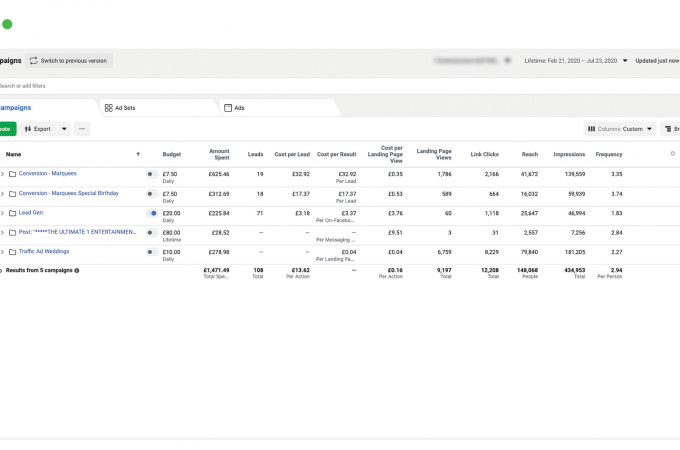 paigns Switch to previous version Lifetime: Feb 21, 2020 – Jul 23, 2020 Updated just now
Search or add filters
ampaigns Ad Sets Ads
ate Export ··· Columns: Custom Br
Name Budget Amount Spent Leads Cost per Lead Cost per Result Cost per Landing Page View Landing Page Views Link Clicks Reach Impressions Frequency
Conversion - Marquees £7.50 £625.46 19 £32.92 £32.92 £0.35 1,786 2,166 41,672 139,559 3.35
Daily Per Lead
Conversion - Marquees Special Birthday £7.50 £312.69 18 £17.37 £17.37 £0.53 589 664 16,032 59,939 3.74
Daily Per Lead
Lead Gen: £20.00 £225.84 71 £3.18 £3.37 £3.76 60 1,118 25,647 46,994 1.83
Daily Per On-Facebo...
Post: "*****THE ULTIMATE 1 ENTERTAINMEN... £80.00 £28.52 — — — £9.51 3 31 2,557 7,256 2.84
Lifetime Per Messaging ...
Traffic Ad Weddings £10.00 £278.98 — — £0.04 £0.04 6,759 8,229 79,840 181,205 2.27
Daily Per Landing Pa...
Results from 5 campaigns £1,471.49 108 £13.62 — £0.16 9,197 12,208 148,068 434,953 2.94
Total Spe... Total Per Action Per Action Total Total People Total Per Person